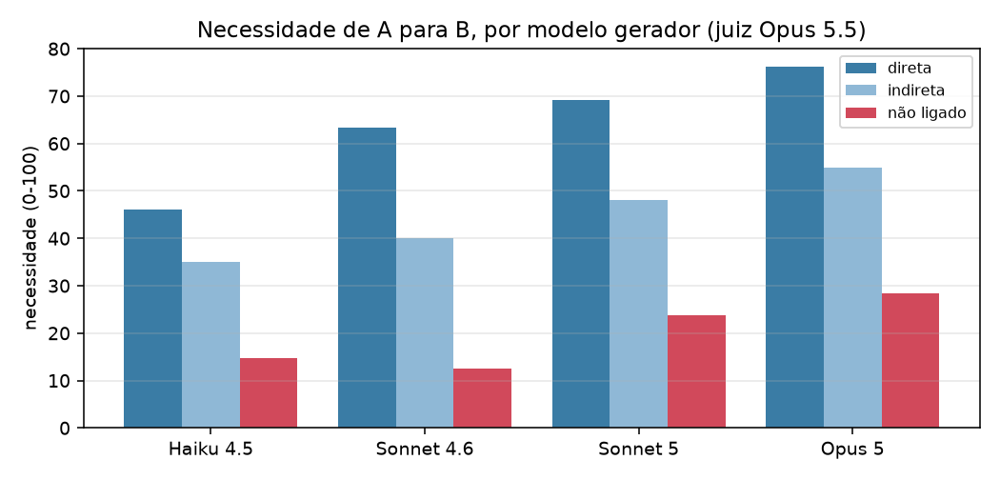 Necessidade de A para B, por modelo gerador (juiz Opus 5.5)
necessidade (0-100)
80
70
60
50
40
30
20
10
0
direta
indireta
não ligado
Haiku 4.5
Sonnet 4.6
Sonnet 5
Opus 5